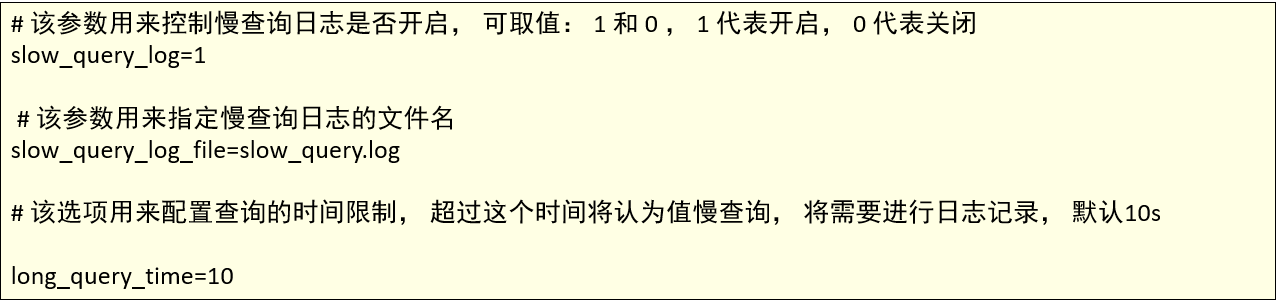 # 该参数用来控制慢查询日志是否开启， 可取值： 1 和 0 ， 1 代表开启， 0 代表关闭
slow_query_log=1
# 该参数用来指定慢查询日志的文件名
slow_query_log_file=slow_query.log
# 该选项用来配置查询的时间限制， 超过这个时间将认为值慢查询， 将需要进行日志记录， 默认10s
long_query_time=10